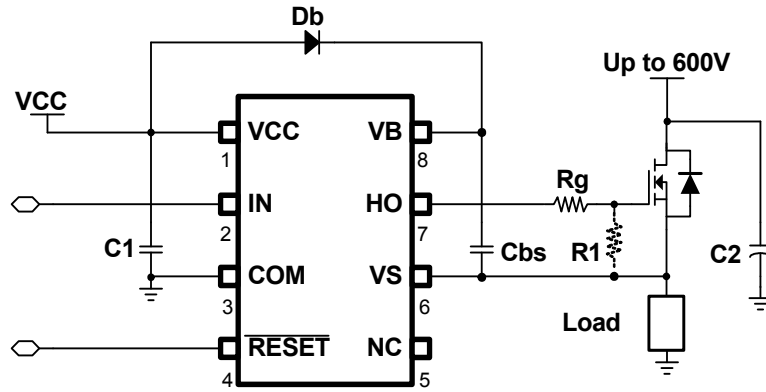 Db
Up to 600V
VCC
VCC
VB
1
8
IN
HO
Rg
2
7
C1
COM
VS
Cbs
R1
C2
3
6
RESET
NC
Load
4
5